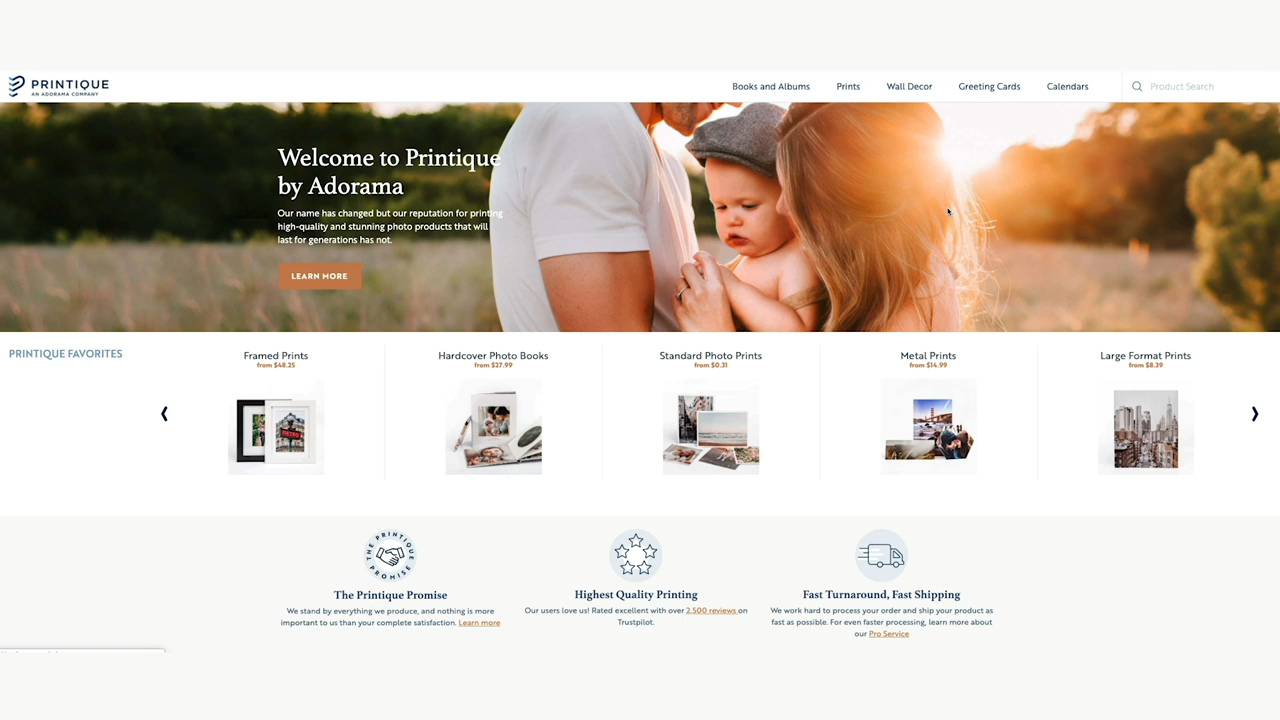 PRINTIQUE
AN ADORAMA COMPANY
Books and Albums
Prints
Wall Decor
Greeting Cards
Calendars
Product Search
Welcome to Printique
by Adorama
Our name has changed but our reputation for printing
high-quality and stunning photo products that will
last for generations has not.
LEARN MORE
PRINTIQUE FAVORITES
Framed Prints
from $48.25
Hardcover Photo Books
from $27.99
Standard Photo Prints
from $0.31
Metal Prints
from $14.99
Large Format Prints
from $8.39
THE PRINTIQUE PROMISE
The Printique Promise
We stand by everything we produce, and nothing is more
important to us than your complete satisfaction. Learn more
Highest Quality Printing
Our users love us! Rated excellent with over 2,500 reviews on
Trustpilot.
Fast Turnaround, Fast Shipping
We work hard to process your order and ship your product as
fast as possible. For even faster processing, learn more about
our Pro Service